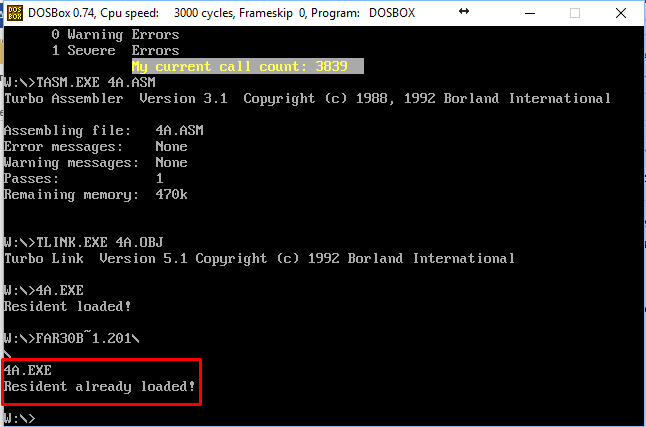 DOSBox 0.74, Cpu speed: 3000 cycles, Frameskip 0, Program: DOSBOX
0 Warning Errors
1 Severe Errors
My current call count: 3839
W:\>TASM.EXE 4A.ASM
Turbo Assembler Version 3.1 Copyright (c) 1988, 1992 Borland International
Assembling file: 4A.ASM
Error messages: None
Warning messages: None
Passes: 1
Remaining memory: 470k
W:\>TLINK.EXE 4A.OBJ
Turbo Link Version 5.1 Copyright (c) 1992 Borland International
W:\>4A.EXE
Resident loaded!
W:\>FAR30B~1.201\
\
4A.EXE
Resident already loaded!
W:\>